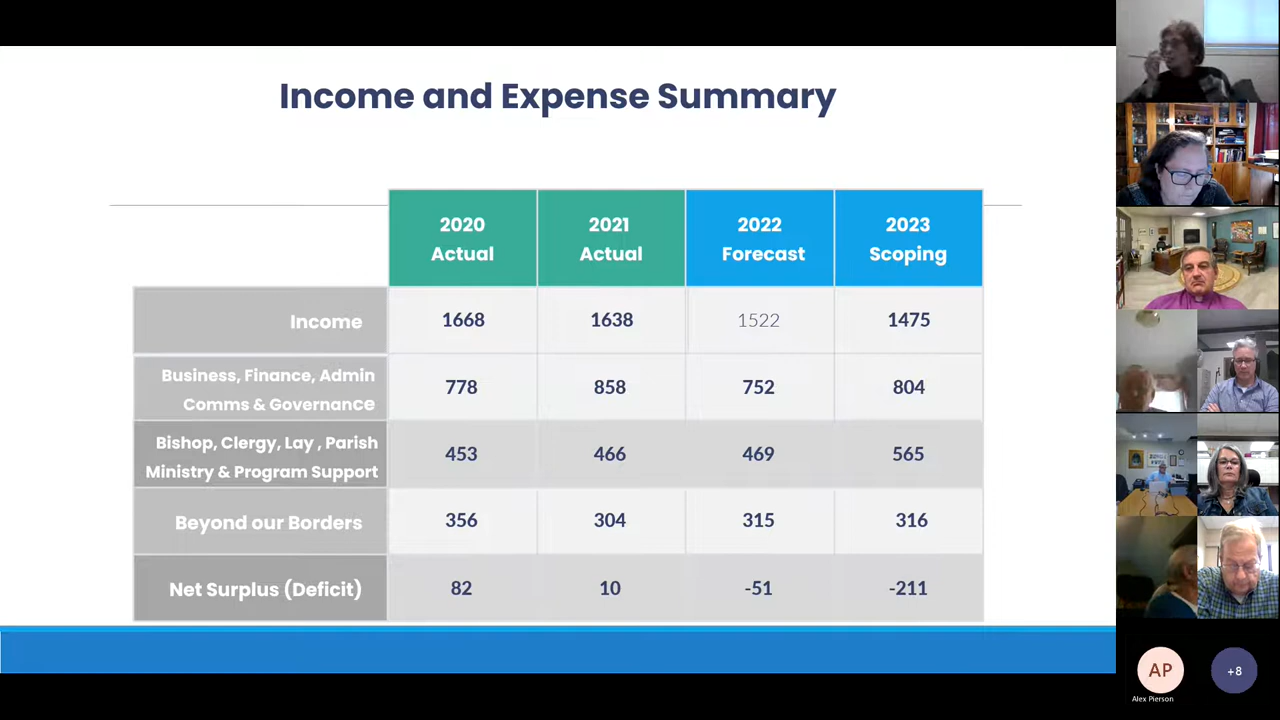 Income and Expense Summary
2020 2021 2022 2023
Actual Actual Forecast Scoping
Income 1668 1638 1522 1475
Business, Finance, Admin
Comms & Governance 778 858 752 804
Bishop, Clergy, Lay , Parish
Ministry & Program Support 453 466 469 565
Beyond our Borders 356 304 315 316
Net Surplus (Deficit) 82 10 -51 -211
AP
+8
Alex Pierson